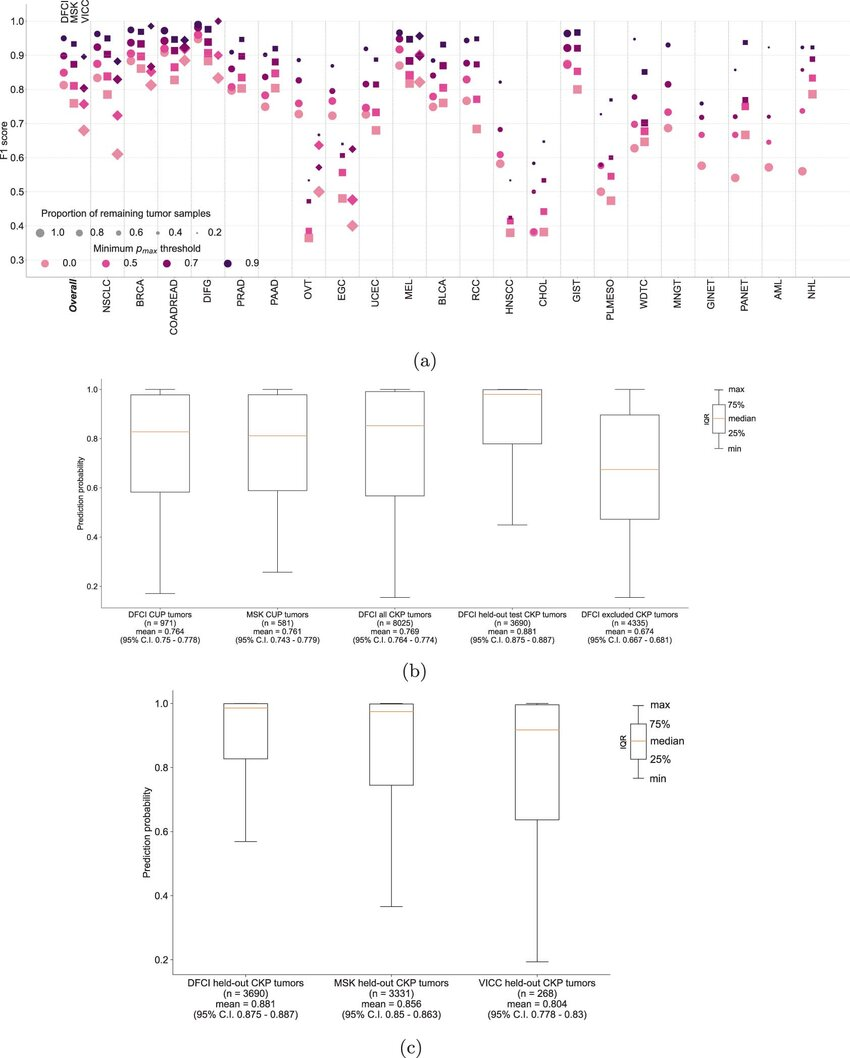 DFCI
MSK
VICC
1.0
0.9
0.8
0.7
0.6
0.5
0.4
0.3
F1 score
Proportion of remaining tumor samples
1.0 0.8 0.6 0.4 0.2
Minimum pmax threshold
0.0 0.5 0.7 0.9
Overall
NSCLC
BRCA
COADREAD
DIFG
PRAD
PAAD
OVT
EGC
UCEC
MEL
BLCA
RCC
HNSCC
CHOL
GIST
PLMESO
WDTC
MNGT
GINET
PANET
AML
NHL
(a)
1.0
0.8
0.6
0.4
0.2
Prediction probability
DFCI CUP tumors
(n = 971)
mean = 0.764
(95% C.I. 0.75 - 0.778)
MSK CUP tumors
(n = 581)
mean = 0.761
(95% C.I. 0.743 - 0.779)
DFCI all CKP tumors
(n = 8025)
mean = 0.769
(95% C.I. 0.764 - 0.774)
DFCI held-out test CKP tumors
(n = 3690)
mean = 0.881
(95% C.I. 0.875 - 0.887)
DFCI excluded CKP tumors
(n = 4335)
mean = 0.674
(95% C.I. 0.667 - 0.681)
max
75%
IQR
median
25%
min
(b)
1.0
0.8
0.6
0.4
0.2
Prediction probability
DFCI held-out CKP tumors
(n = 3690)
mean = 0.881
(95% C.I. 0.875 - 0.887)
MSK held-out CKP tumors
(n = 3331)
mean = 0.856
(95% C.I. 0.85 - 0.863)
VICC held-out CKP tumors
(n = 268)
mean = 0.804
(95% C.I. 0.778 - 0.83)
max
75%
IQR
median
25%
min
(c)